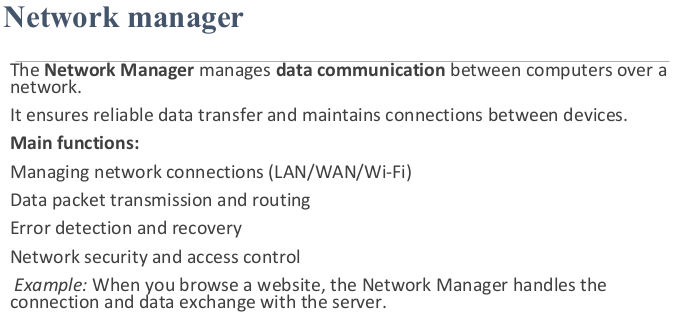 Network manager
The Network Manager manages data communication between computers over a
network.
It ensures reliable data transfer and maintains connections between devices.
Main functions:
Managing network connections (LAN/WAN/Wi-Fi)
Data packet transmission and routing
Error detection and recovery
Network security and access control
Example: When you browse a website, the Network Manager handles the
connection and data exchange with the server.